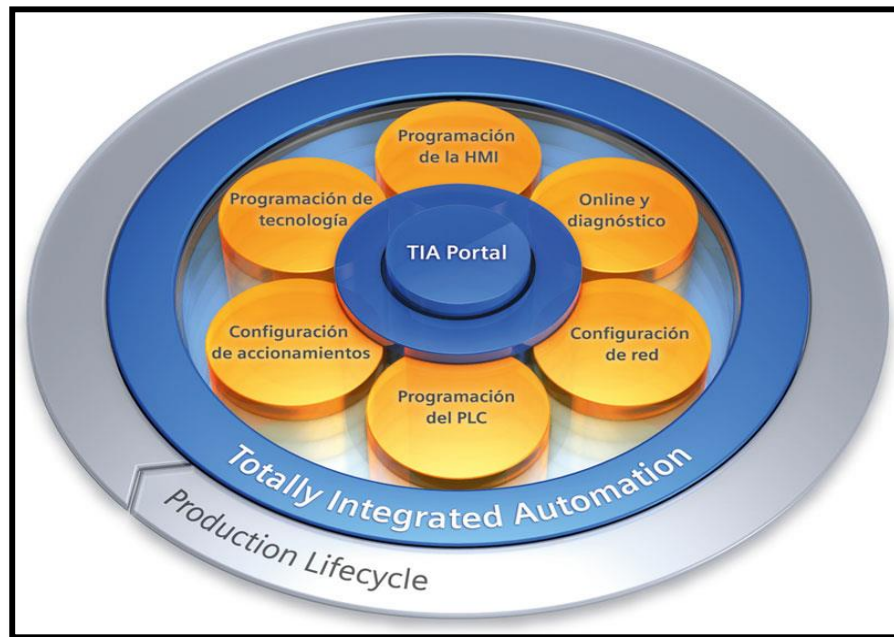 Programación
de la HMI
Programación de
tecnología
Online y
diagnóstico
TIA Portal
Configuración
de accionamientos
Configuración
de red
Programación
del PLC
Totally Integrated Automation
Production Lifecycle